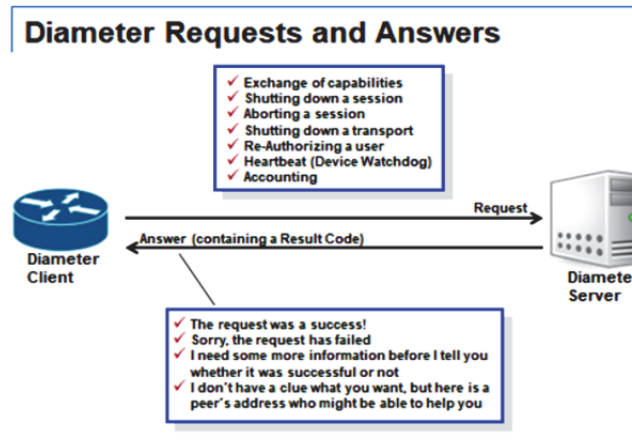 Diameter Requests and Answers
Exchange of capabilities
Shutting down a session
Aborting a session
Shutting down a transport
Re-Authorizing a user
Heartbeat (Device Watchdog)
Accounting
Request
Answer (containing a Result Code)
Diameter
Client
Diamete
Server
The request was a success!
Sorry, the request has failed
I need some more information before I tell you
whether it was successful or not
I don't have a clue what you want, but here is a
peer's address who might be able to help you